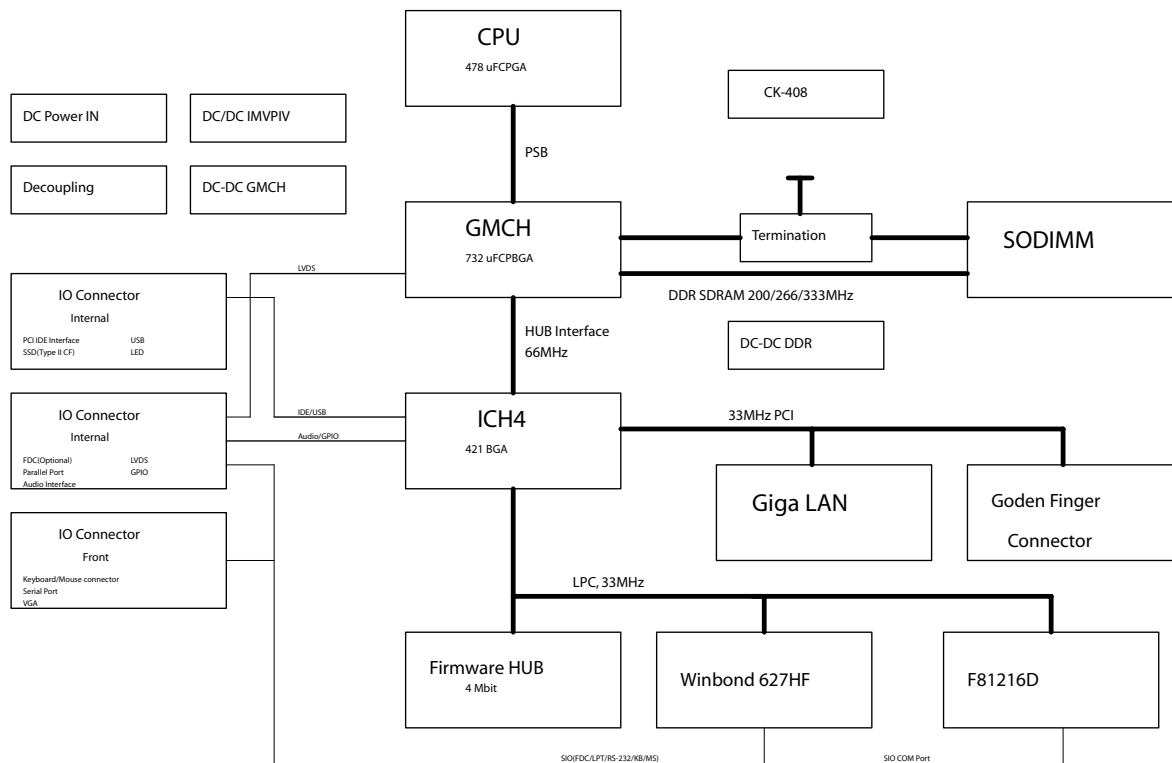 CPU
478 uFCPGA
CK-408
DC Power IN
DC/DC IMVPIV
PSB
Decoupling
DC-DC GMCH
GMCH
732 uFCPBGA
Termination
SODIMM
LVDS
DDR SDRAM 200/266/333MHz
IO Connector
Internal
PCI IDE Interface
USB
SSD(Type II CF)
LED
HUB Interface
66MHz
DC-DC DDR
IO Connector
Internal
FDC(Optional)
LVDS
Parallel Port
GPIO
Audio Interface
IDE/USB
Audio/GPIO
ICH4
421 BGA
33MHz PCI
Giga LAN
Goden Finger
Connector
IO Connector
Front
Keyboard/Mouse connector
Serial Port
VGA
LPC, 33MHz
Firmware HUB
4 Mbit
Winbond 627HF
F81216D
SIO(FDC/LPT/RS-232/KB/MS)
SIO COM Port